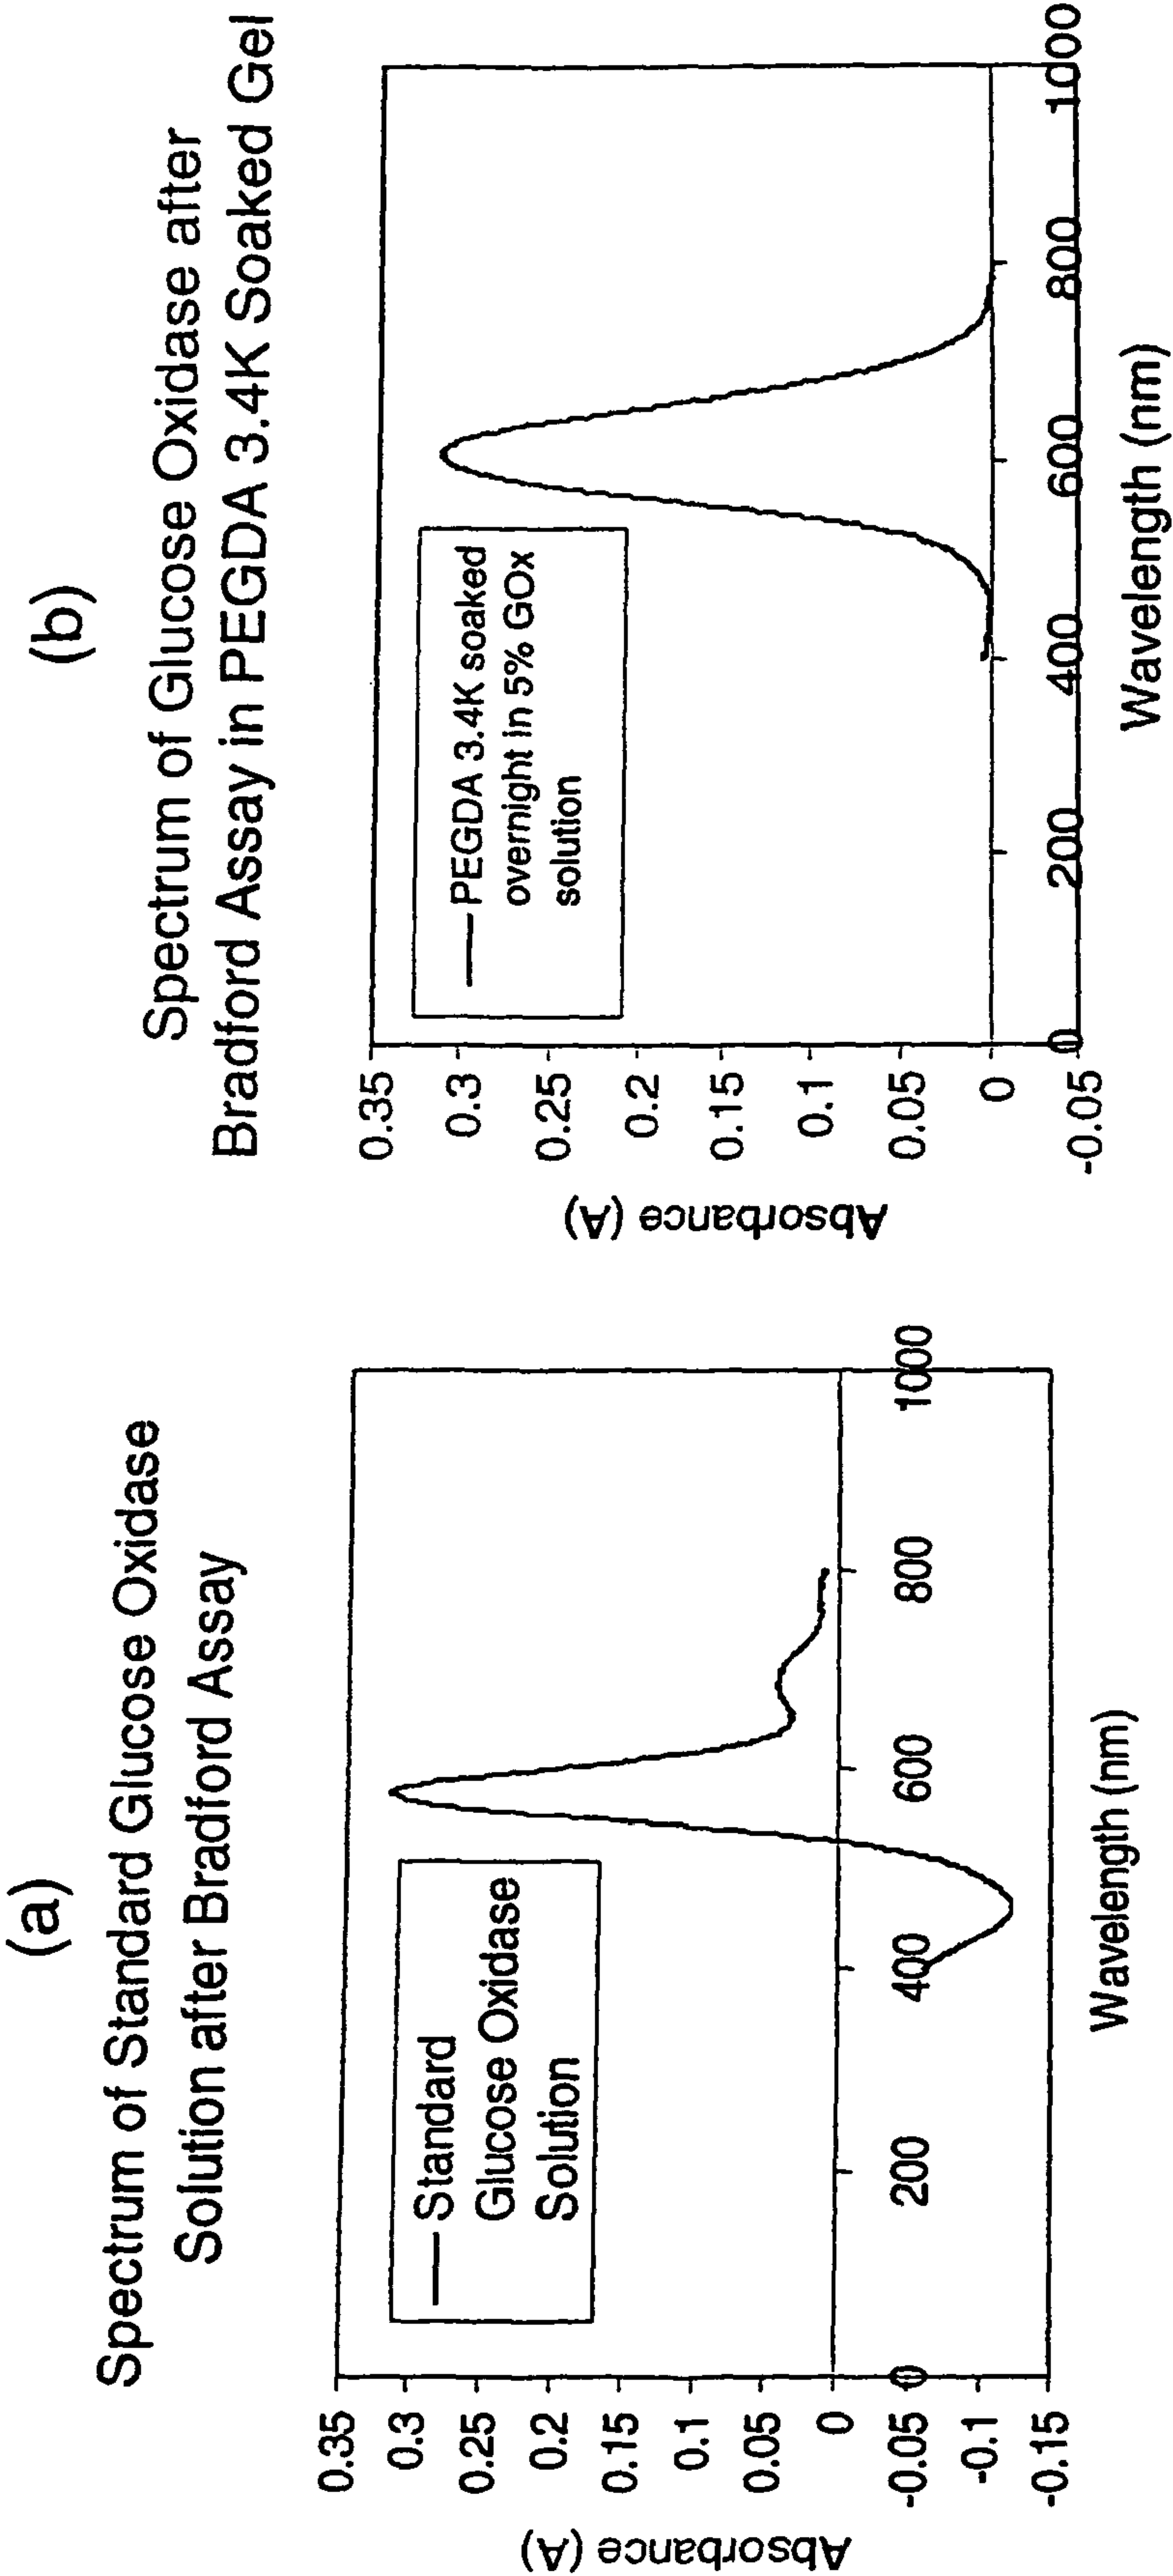 (a)
Spectrum of Standard Glucose Oxidase
Solution after Bradford Assay
0.35
0.3
0.25
0.2
0.15
0.1
0.05
0
-0.05
-0.1
-0.15
Absorbance (A)
Standard
Glucose Oxidase
Solution
0
200
400
600
800
1000
Wavelength (nm)
(b)
Spectrum of Glucose Oxidase after
Bradford Assay in PEGDA 3.4K Soaked Gel
0.35
0.3
0.25
0.2
0.15
0.1
0.05
0
-0.05
Absorbance (A)
PEGDA 3.4K soaked
overnight in 5% GOx
solution
0
200
400
600
800
1000
Wavelength (nm)